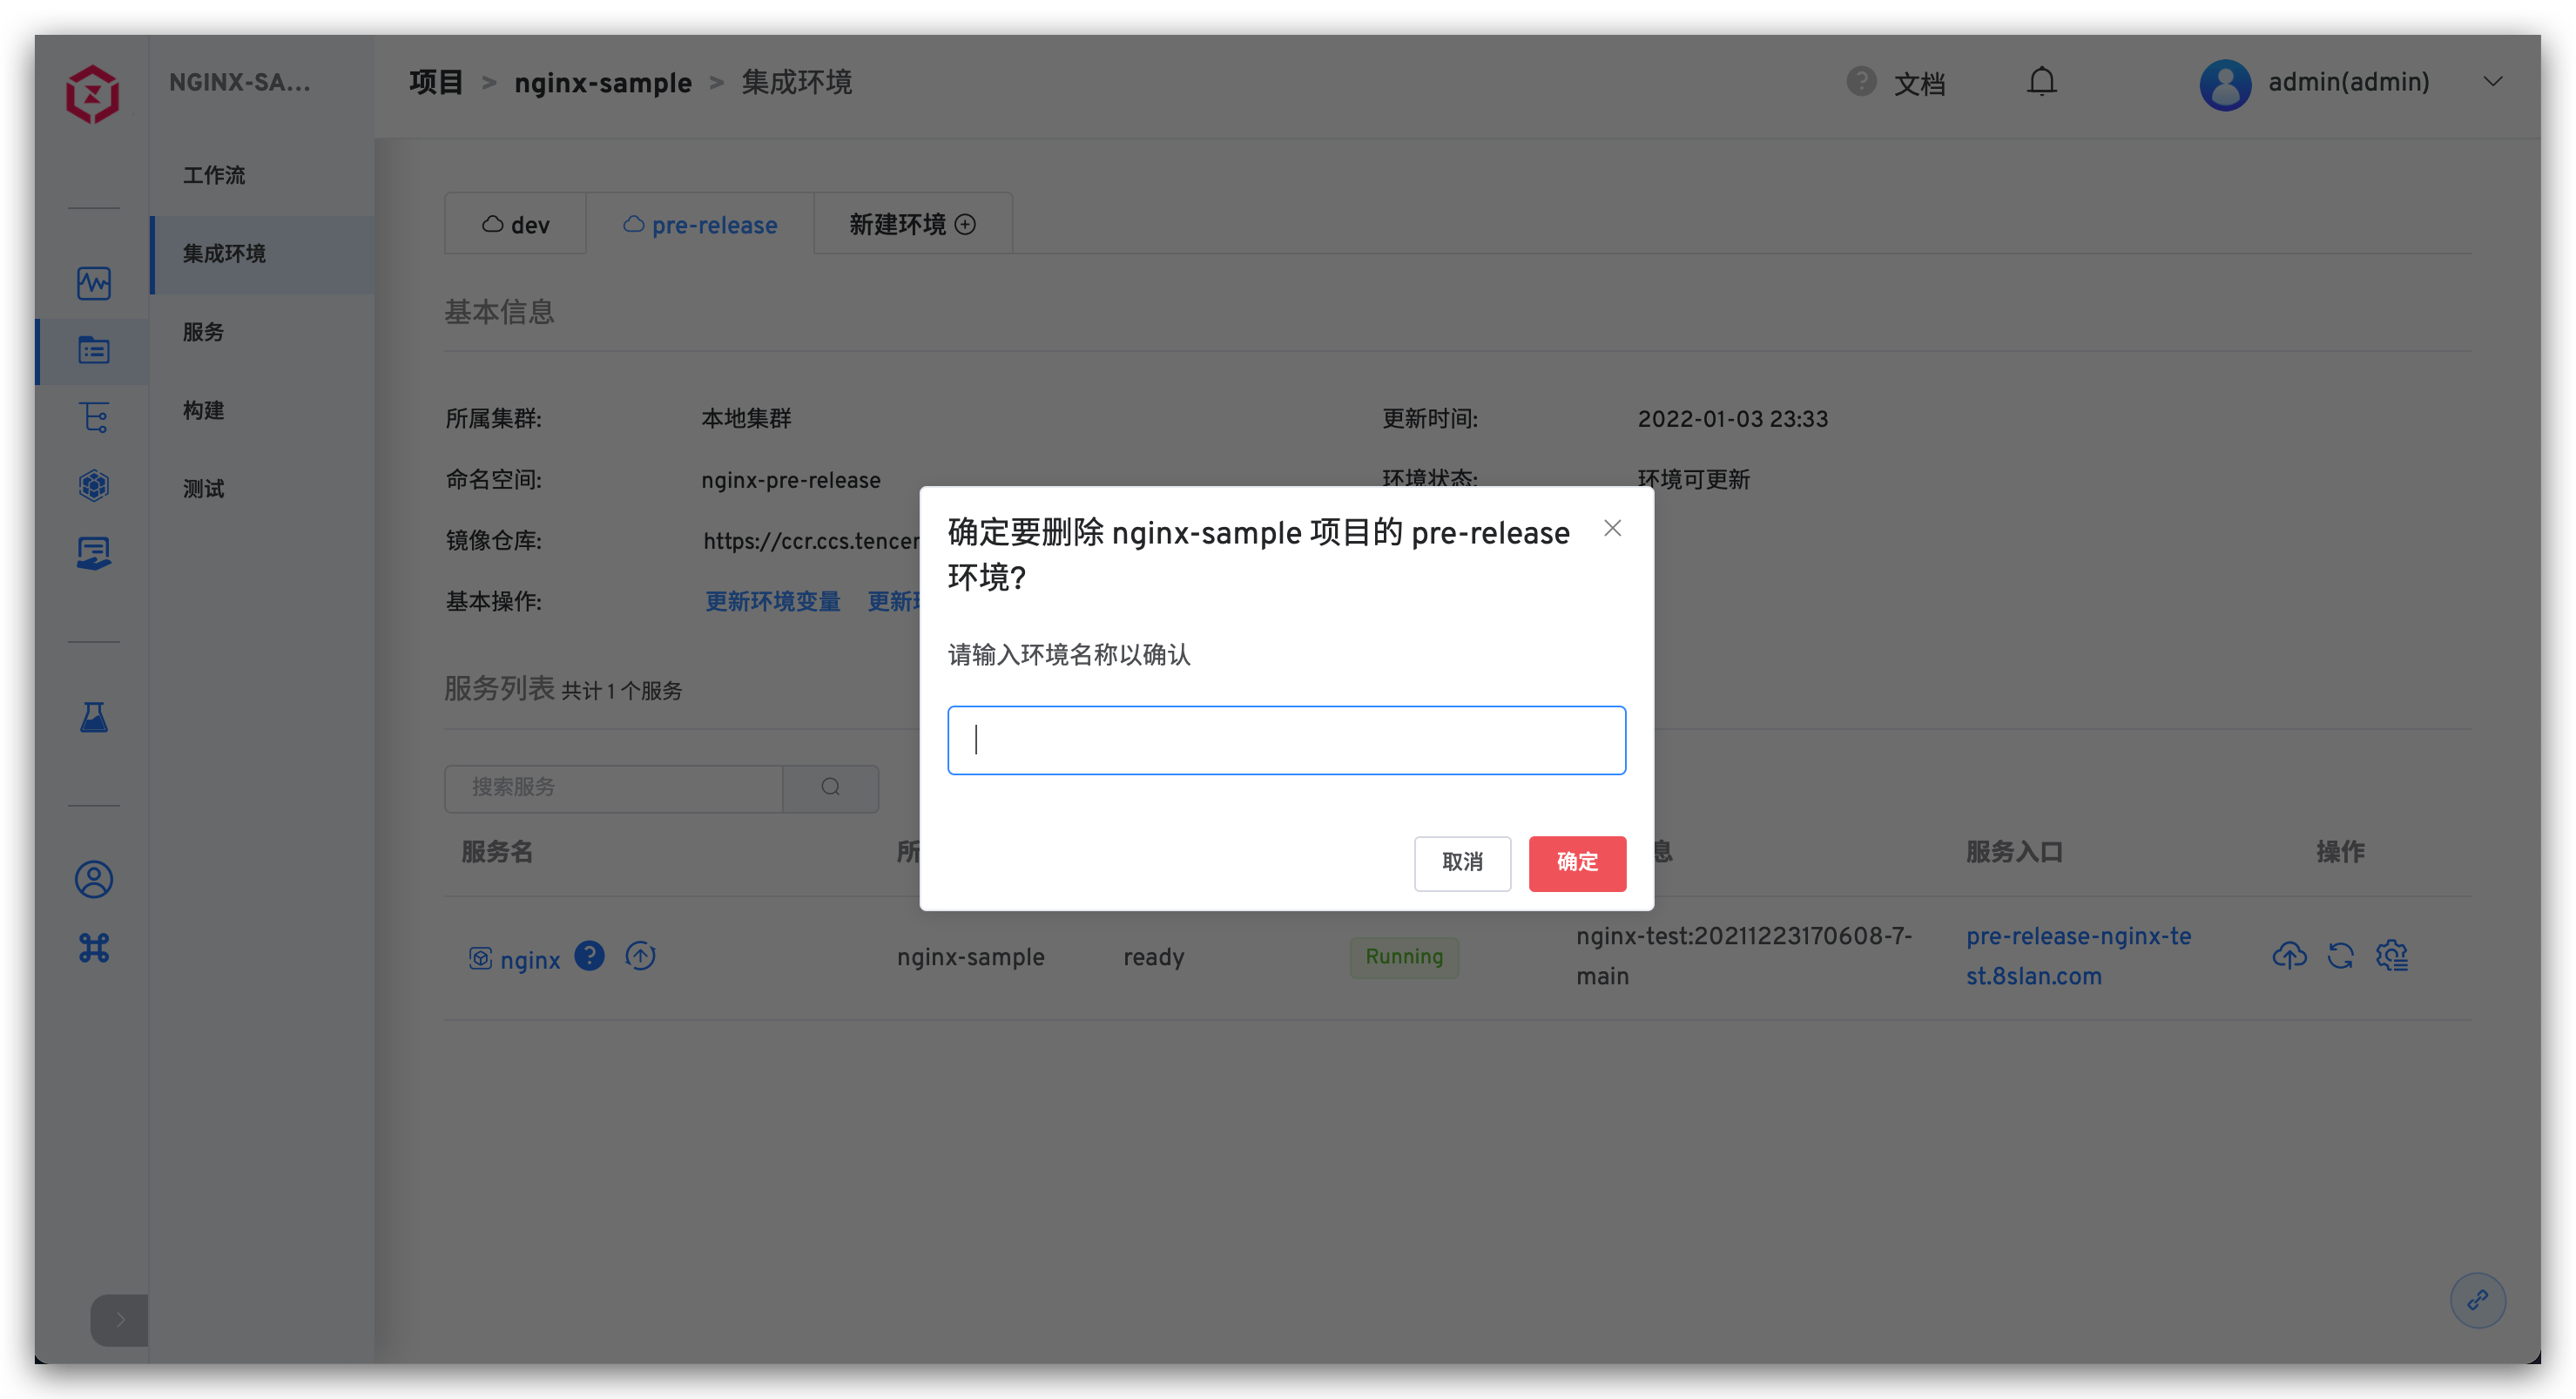 NGINX-SA...
项目 > nginx-sample > 集成环境
文档
admin(admin)
工作流
集成环境
服务
构建
测试
dev
pre-release
新建环境
基本信息
所属集群:
本地集群
更新时间:
2022-01-03 23:33
命名空间:
nginx-pre-release
环境状态:
环境可更新
镜像仓库:
https://ccr.ccs.tencen
基本操作:
更新环境变量
更新
确定要删除 nginx-sample 项目的 pre-release
环境?
请输入环境名称以确认
取消
确定
服务列表 共计 1 个服务
搜索服务
服务名
所
息
服务入口
操作
nginx
nginx-sample
ready
Running
nginx-test:20211223170608-7-
main
pre-release-nginx-te
st.8slan.com